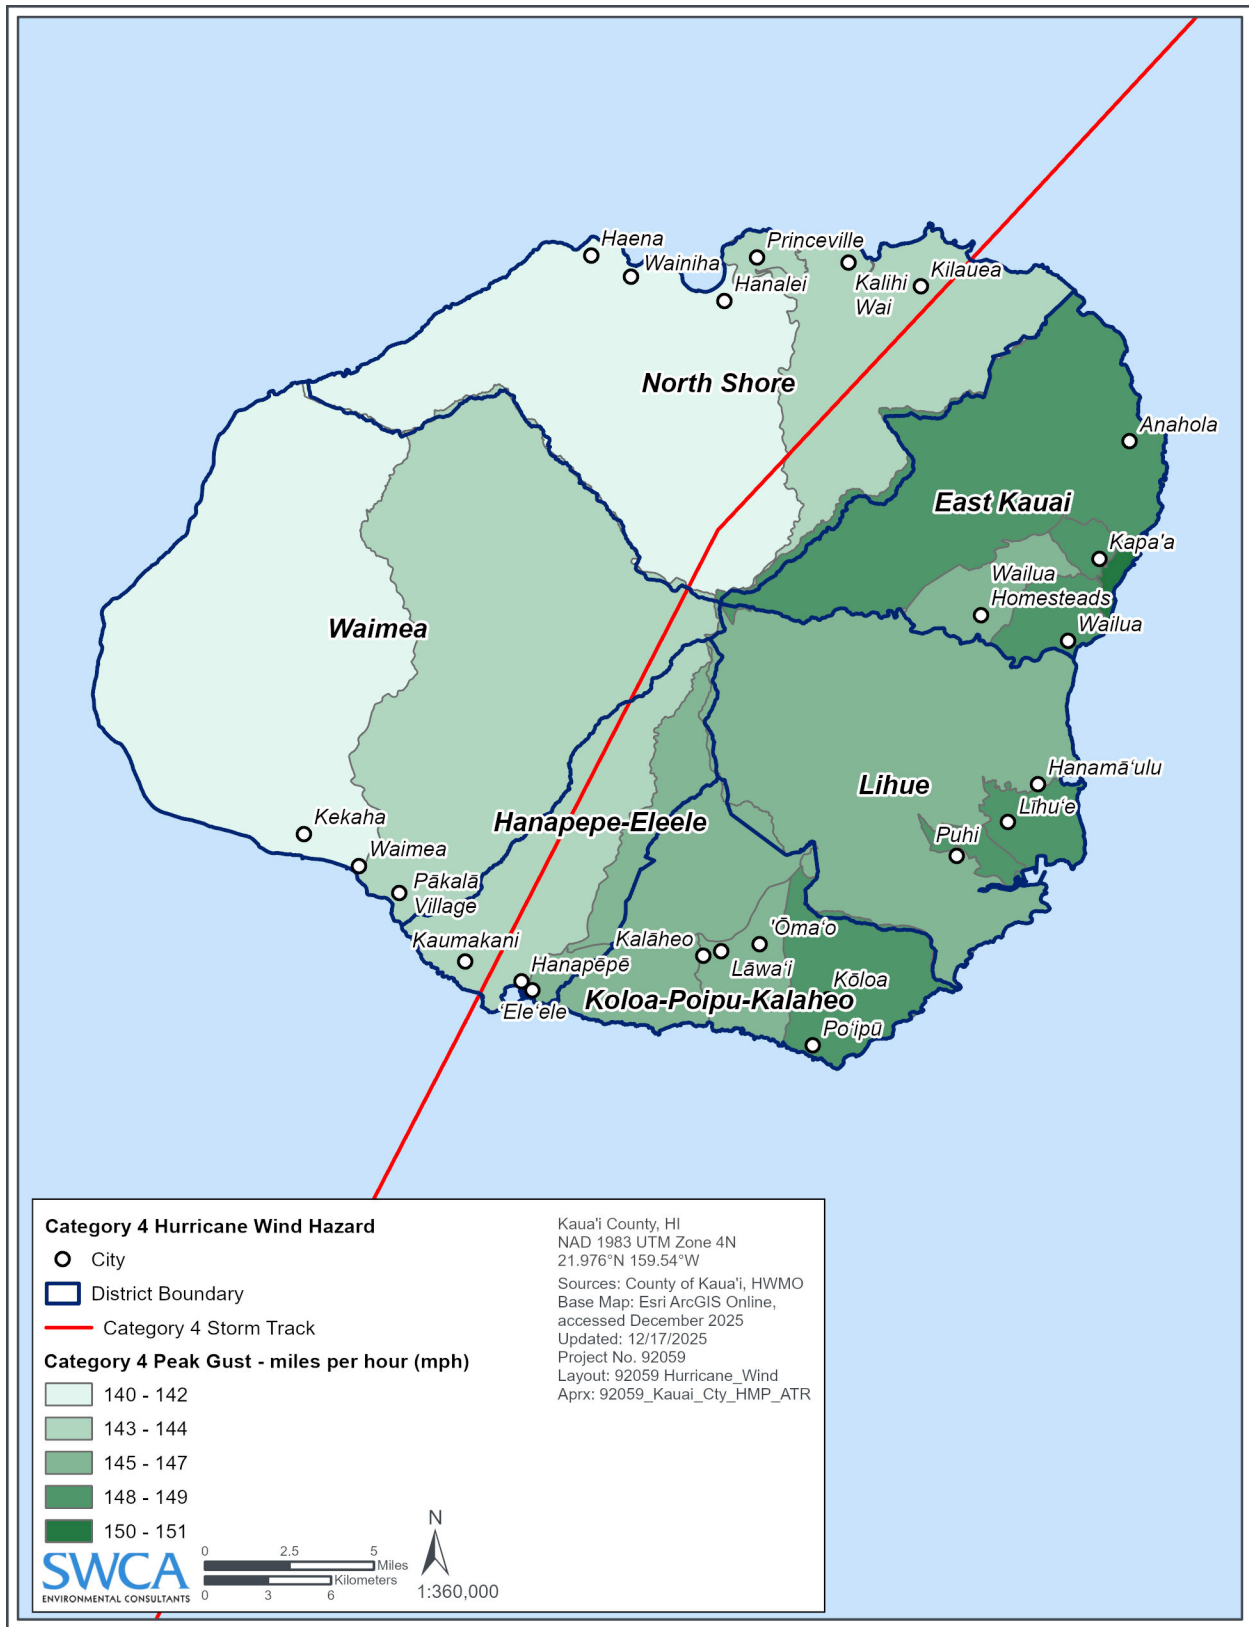 Haena
Wainiha
Princeville
Hanalei
Kalihi
Wai
Kilauea
North Shore
Anahola
East Kauai
Kapa'a
Wailua
Homesteads
Wailua
Waimea
Hanamā‘ulu
Lihue
Līhu‘e
Puhi
Hanapepe-Eleele
Kekaha
Waimea
Pākalā
Village
Kaumakani
Kalāheo
'Ōma‘o
Lāwa‘i
Hanapēpē
‘Ele‘ele
Koloa-Poipu-Kalaheo
Kōloa
Po‘ipū
Category 4 Hurricane Wind Hazard
City
District Boundary
Category 4 Storm Track
Category 4 Peak Gust - miles per hour (mph)
140 - 142
143 - 144
145 - 147
148 - 149
150 - 151
Kaua'i County, HI
NAD 1983 UTM Zone 4N
21.976°N 159.54°W
Sources: County of Kaua'i, HWMO
Base Map: Esri ArcGIS Online,
accessed December 2025
Updated: 12/17/2025
Project No. 92059
Layout: 92059 Hurricane_Wind
Aprx: 92059_Kauai_Cty_HMP_ATR
SWCA
ENVIRONMENTAL CONSULTANTS
0 2.5 5
Miles
Kilometers
0 3 6
N
1:360,000